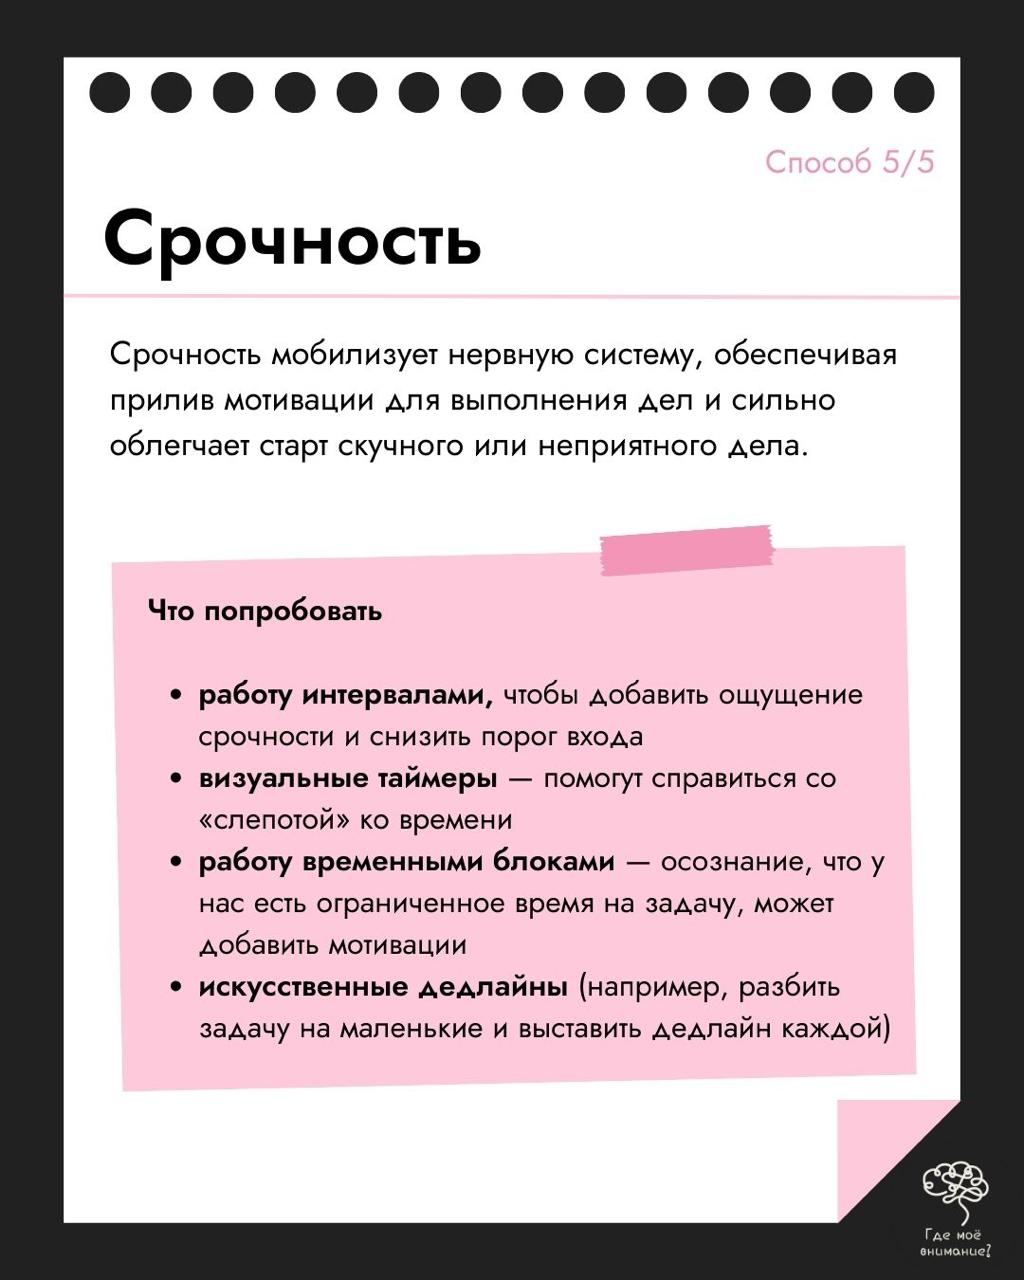 Способ 5/5
Срочность
Срочность мобилизует нервную систему, обеспечивая
прилив мотивации для выполнения дел и сильно
облегчает старт скучного или неприятного дела.
Что попробовать
• работу интервалами, чтобы добавить ощущение
срочности и снизить порог входа
• визуальные таймеры — помогут справиться со
«слепотой» ко времени
• работу временными блоками — осознание, что у
нас есть ограниченное время на задачу, может
добавить мотивации
• искусственные дедлайны (например, разбить
задачу на маленькие и выставить дедлайн каждой)
Где моё
внимание?